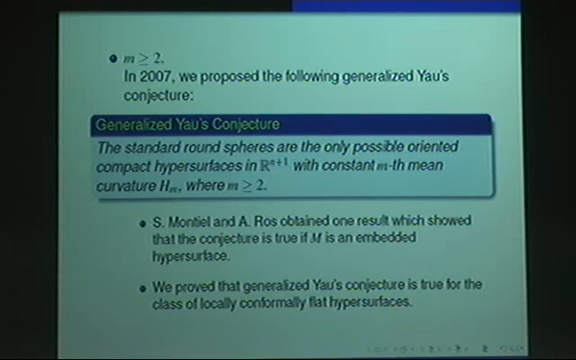 • m ≥ 2.
In 2007, we proposed the following generalized Yau's
conjecture:
Generalized Yau's Conjecture
The standard round spheres are the only possible oriented
compact hypersurfaces in ℝⁿ⁺¹ with constant m-th mean
curvature Hₘ, where m ≥ 2.
• S. Montiel and A. Ros obtained one result which showed
that the conjecture is true if M is an embedded
hypersurface.
• We proved that generalized Yau's conjecture is true for the
class of locally conformally flat hypersurfaces.